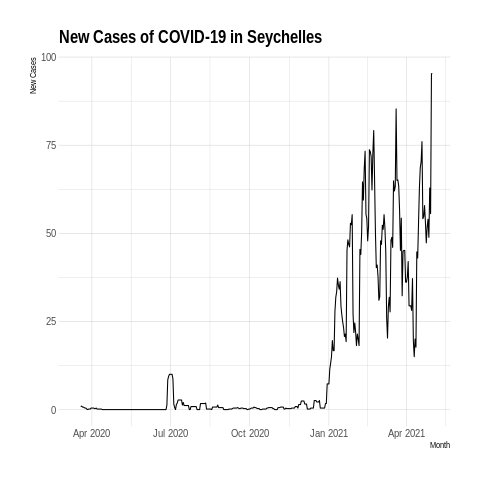 New Cases of COVID-19 in Seychelles
New Cases
100
75
50
25
0
Apr 2020 Jul 2020 Oct 2020 Jan 2021 Apr 2021
Month